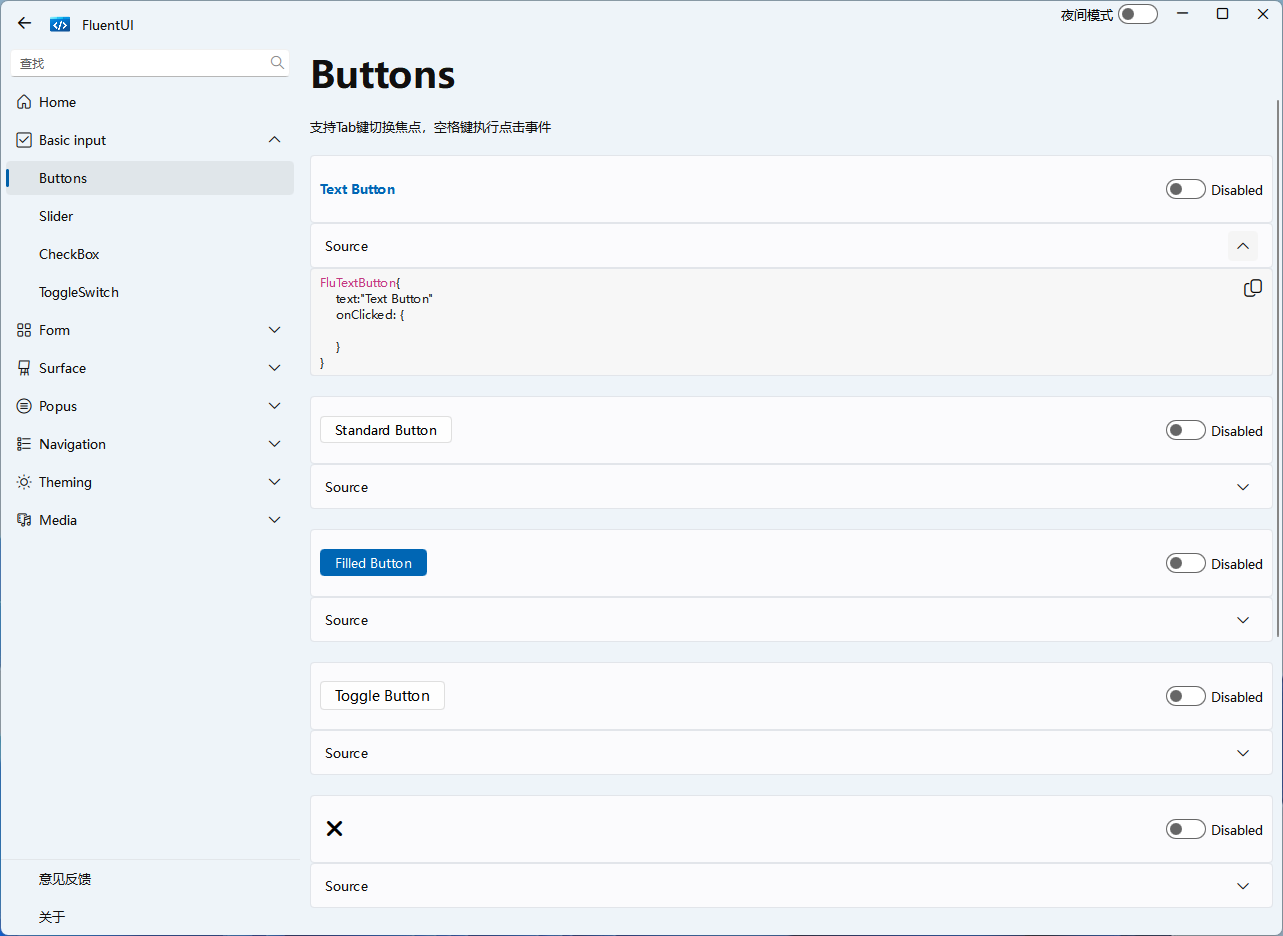 FluentUI
夜间模式
查找
Home
Basic input
Buttons
Slider
CheckBox
ToggleSwitch
Form
Surface
Popus
Navigation
Theming
Media
意见反馈
关于
Buttons
支持Tab键切换焦点，空格键执行点击事件
Text Button
Disabled
Source
FluTextButton{
text:"Text Button"
onClicked: {
}
}
Standard Button
Disabled
Source
Filled Button
Disabled
Source
Toggle Button
Disabled
Source
Disabled
Source